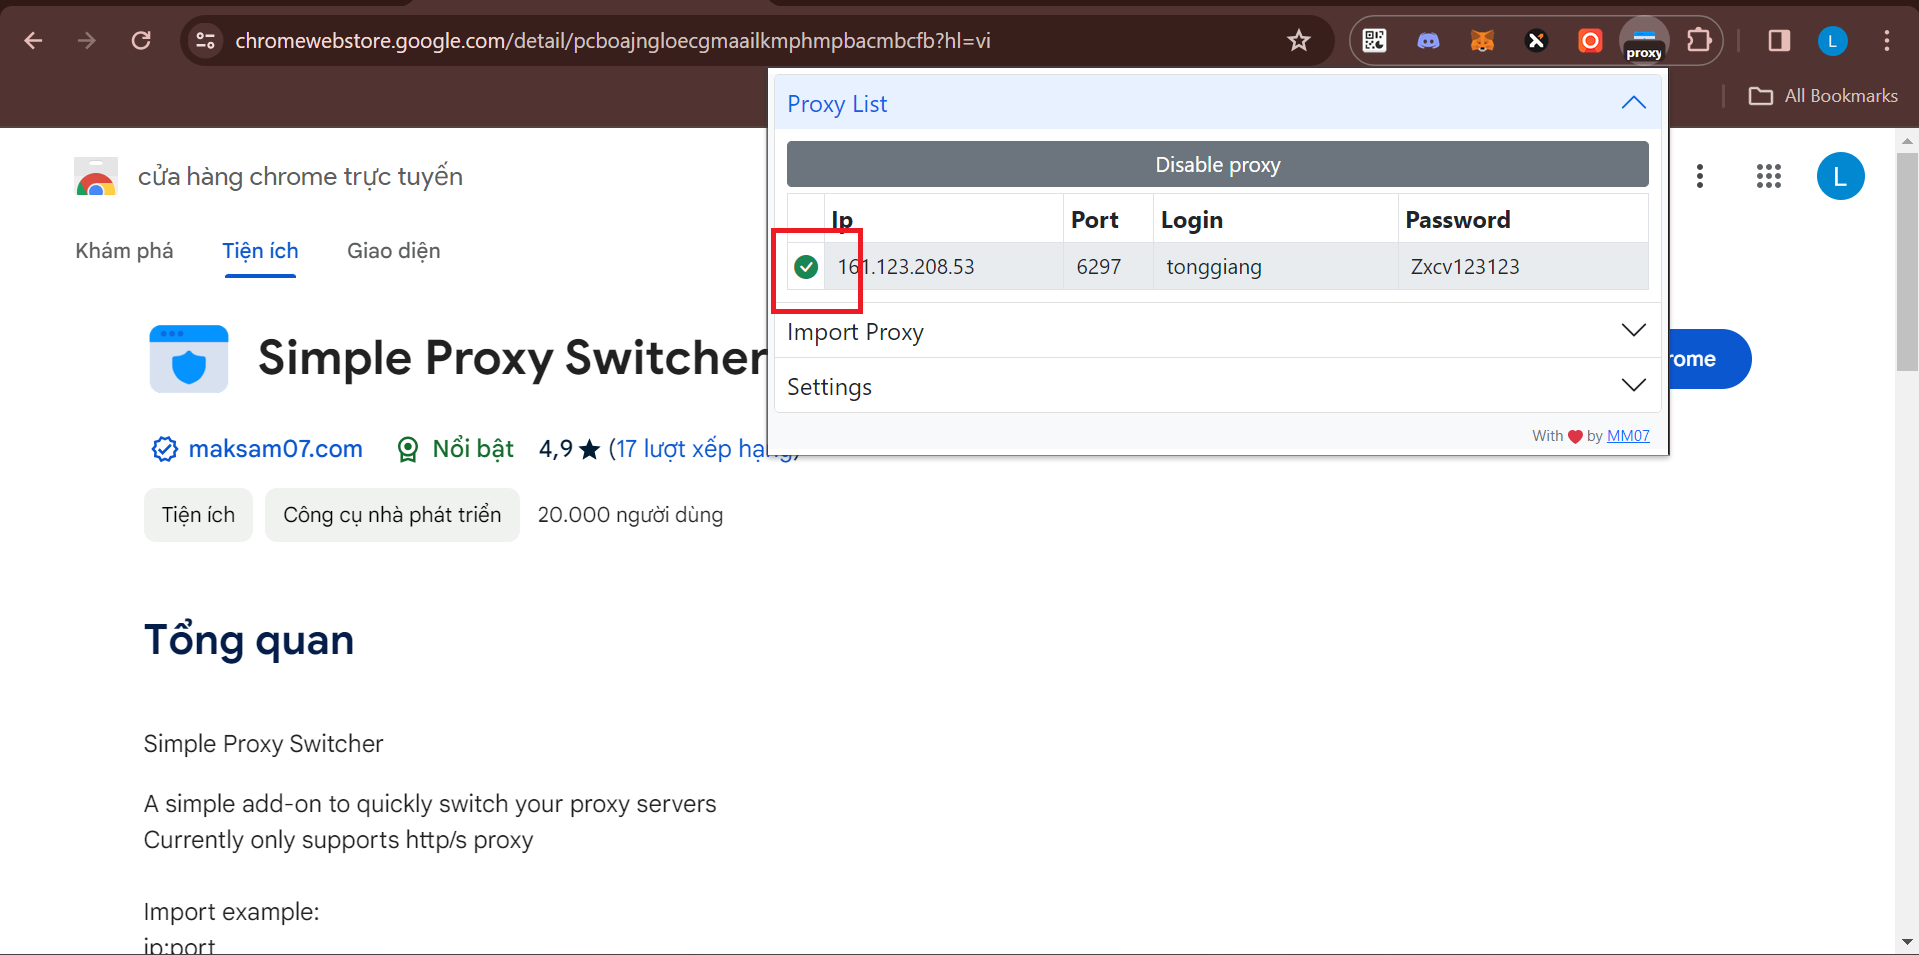 chromewebstore.google.com/detail/pcboajngloecgmaailkmphmpbacmbcfb?hl=vi
proxy
L
All Bookmarks
Proxy List
Disable proxy
Ip Port Login Password
161.123.208.53 6297 tonggiang Zxcv123123
Import Proxy
Settings
With by MM07
cửa hàng chrome trực tuyến
L
Khám phá Tiện ích Giao diện
Simple Proxy Switcher
rome
maksam07.com Nổi bật 4,9 ★ (17 lượt xếp hạng)
Tiện ích Công cụ nhà phát triển 20.000 người dùng
Tổng quan
Simple Proxy Switcher
A simple add-on to quickly switch your proxy servers
Currently only supports http/s proxy
Import example:
ip:port